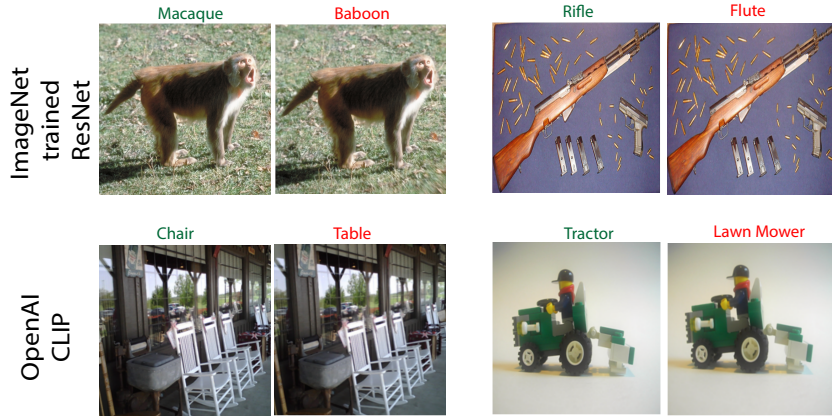 Macaque
Baboon
Rifle
Flute
ImageNet
trained
ResNet
Chair
Table
Tractor
Lawn Mower
OpenAI
CLIP